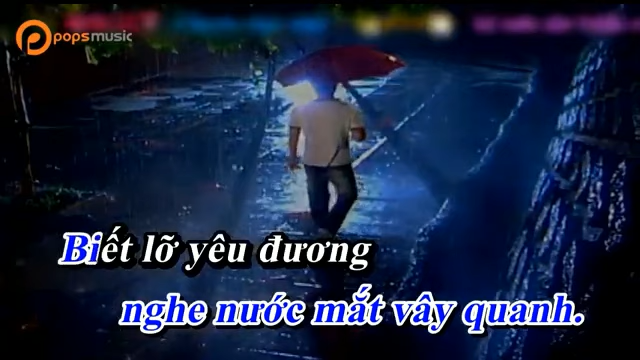 popsmusic
Biết lỡ yêu đương
nghe nước mắt vây quanh.